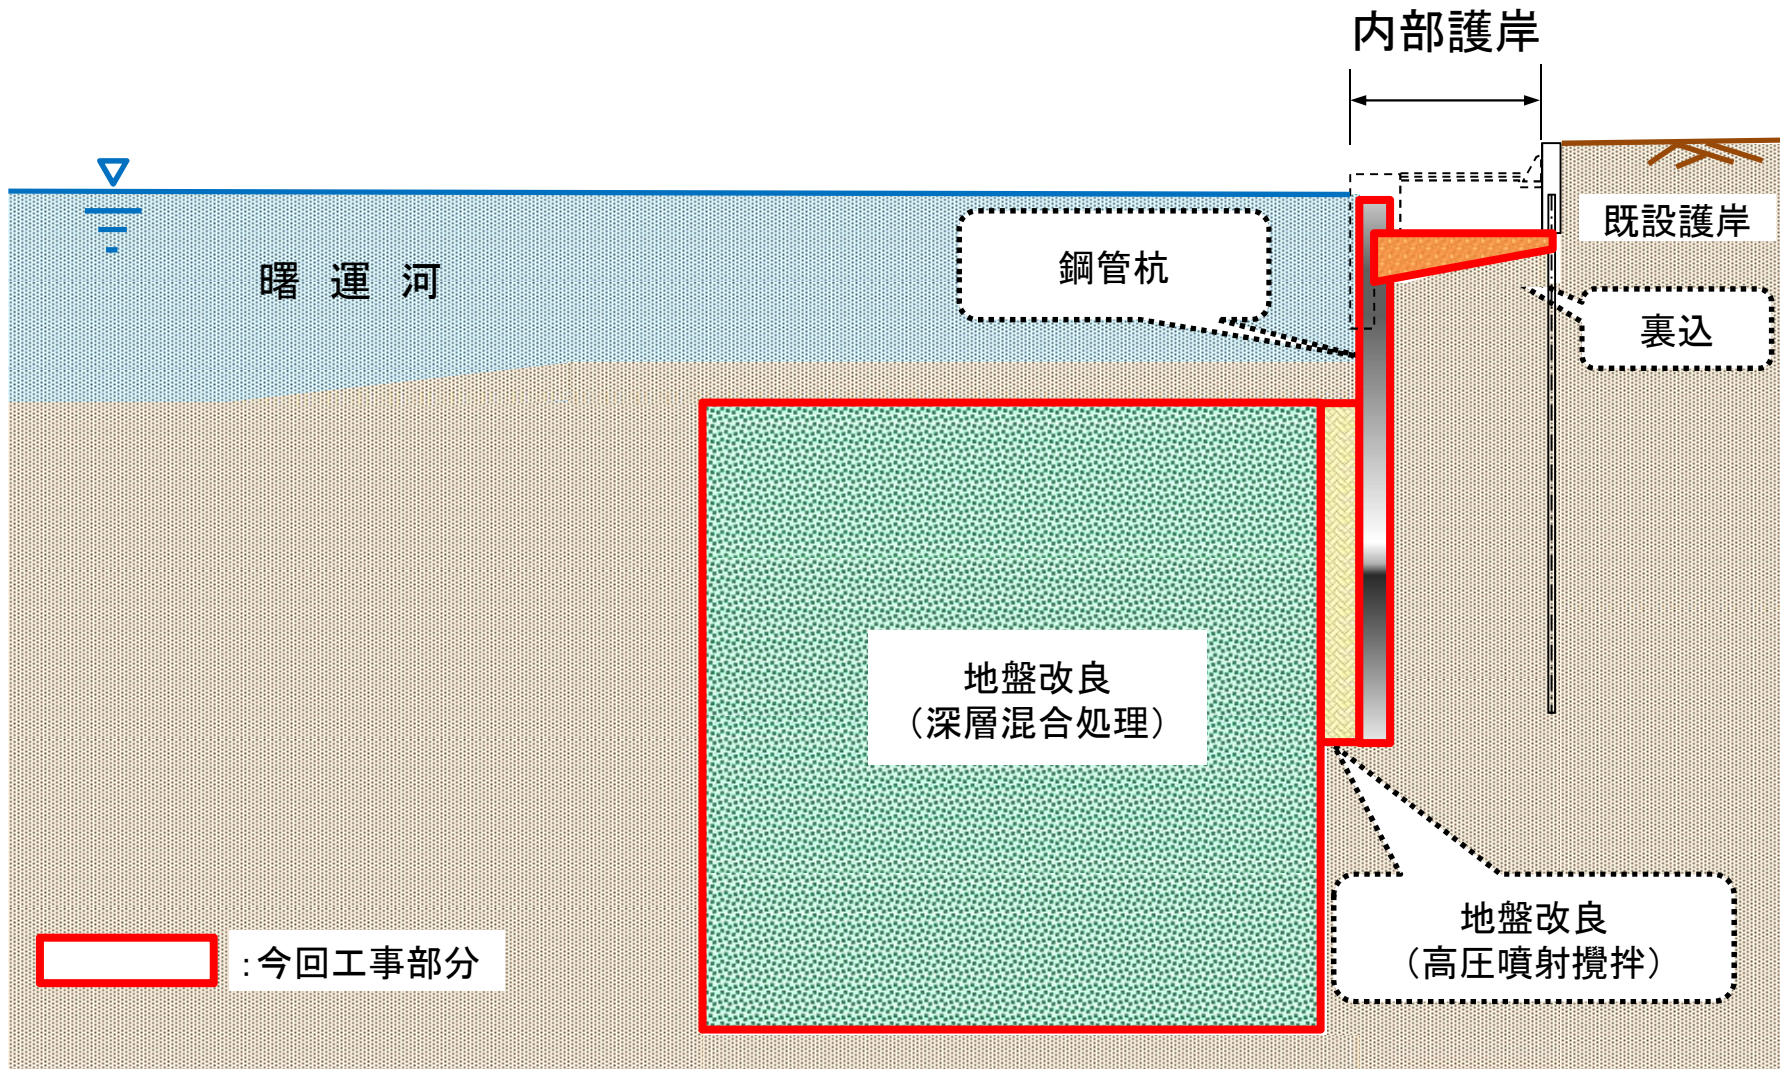 内部護岸
既設護岸
曙運河
鋼管杭
裏込
地盤改良
（深層混合処理）
地盤改良
（高圧噴射攪拌）
：今回工事部分